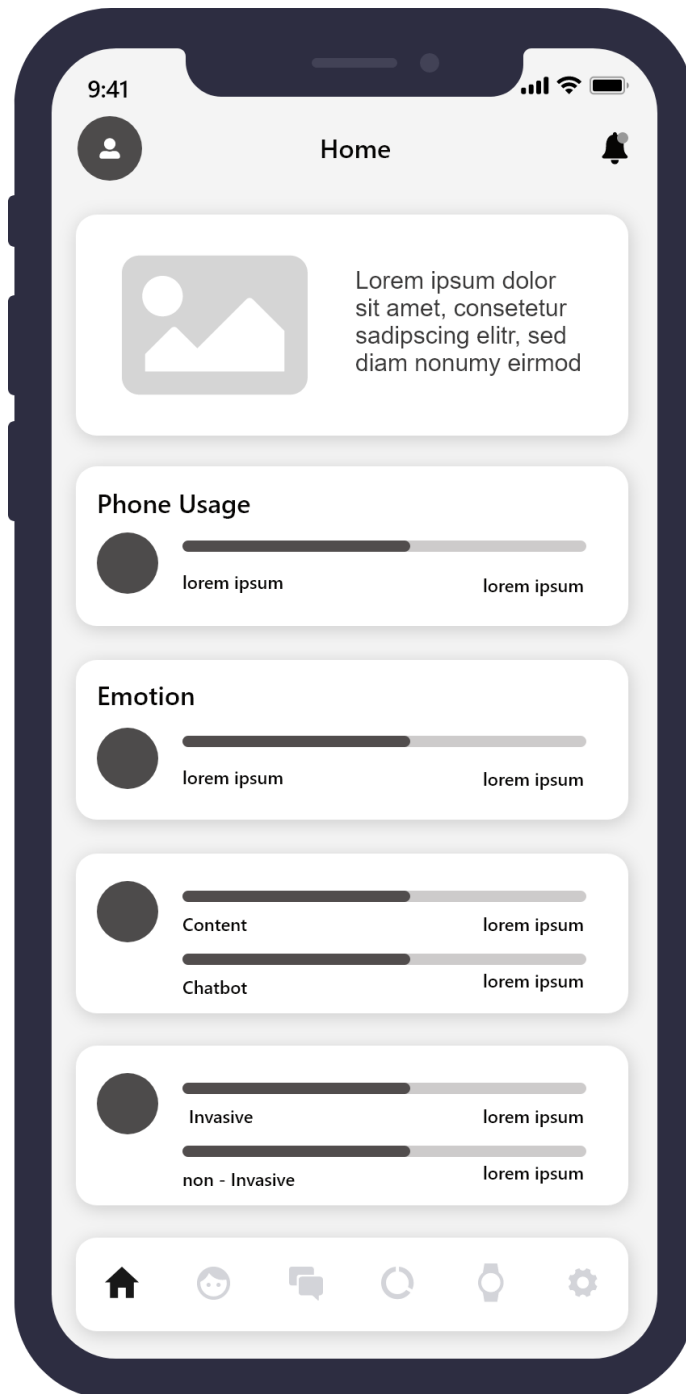 9:41
Home
Lorem ipsum dolor
sit amet, consetetur
sadipscing elitr, sed
diam nonumy eirmod
Phone Usage
lorem ipsum
lorem ipsum
Emotion
lorem ipsum
lorem ipsum
Content
lorem ipsum
Chatbot
lorem ipsum
Invasive
lorem ipsum
non - Invasive
lorem ipsum